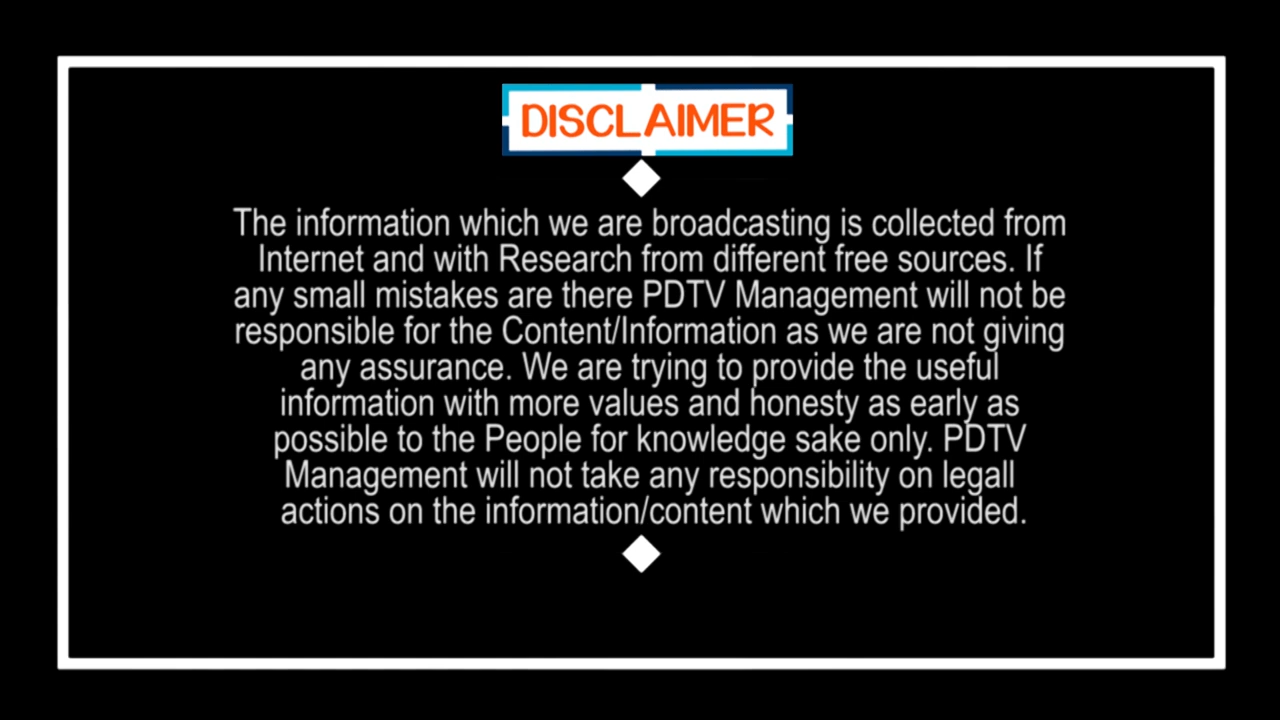 DISCLAIMER
The information which we are broadcasting is collected from
Internet and with Research from different free sources. If
any small mistakes are there PDTV Management will not be
responsible for the Content/Information as we are not giving
any assurance. We are trying to provide the useful
information with more values and honesty as early as
possible to the People for knowledge sake only. PDTV
Management will not take any responsibility on legall
actions on the information/content which we provided.